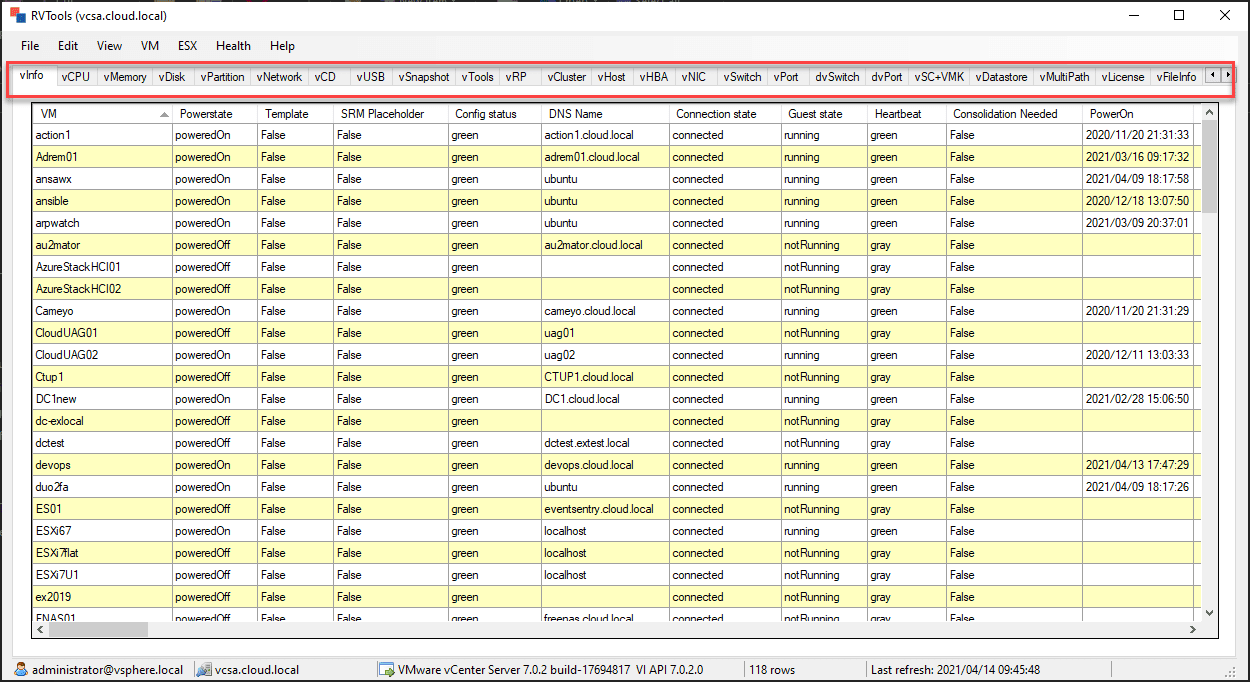 RVTools (vcsa.cloud.local)
File Edit View VM ESX Health Help
vInfo vCPU vMemory vDisk vPartition vNetwork vCD vUSB vSnapshot vTools vRP vCluster vHost vHBA vNIC vSwitch vPort dvSwitch dvPort vSC+VMK vDatastore vMultiPath vLicense vFileInfo
VM Powerstate Template SRM Placeholder Config status DNS Name Connection state Guest state Heartbeat Consolidation Needed PowerOn
action1 poweredOn False False green action1.cloud.local connected running green False 2020/11/20 21:31:33
Adrem01 poweredOn False False green adrem01.cloud.local connected running green False 2021/03/16 09:17:32
ansawx poweredOn False False green ubuntu connected running green False 2021/04/09 18:17:58
ansible poweredOn False False green ubuntu connected running green False 2020/12/18 13:07:50
arpwatch poweredOn False False green ubuntu connected running green False 2021/03/09 20:37:01
au2mator poweredOff False False green au2mator.cloud.local connected notRunning gray False
AzureStackHCI01 poweredOff False False green connected notRunning gray False
AzureStackHCI02 poweredOff False False green connected notRunning gray False
Cameyo poweredOn False False green cameyo.cloud.local connected running green False 2020/11/20 21:31:29
CloudUAG01 poweredOff False False green uag01 connected notRunning gray False
CloudUAG02 poweredOn False False green uag02 connected running green False 2020/12/11 13:03:33
Ctup1 poweredOff False False green CTUP1.cloud.local connected notRunning gray False
DC1new poweredOn False False green DC1.cloud.local connected running green False 2021/02/28 15:06:50
dc-exlocal poweredOff False False green connected notRunning gray False
dctest poweredOff False False green dctest.extest.local connected notRunning gray False
devops poweredOn False False green devops.cloud.local connected running green False 2021/04/13 17:47:29
duo2fa poweredOn False False green ubuntu connected running green False 2021/04/09 18:17:26
ES01 poweredOff False False green eventsentry.cloud.local connected notRunning gray False
ESXi67 poweredOn False False green localhost connected running green False
ESXi7flat poweredOff False False green localhost connected notRunning gray False
ESXi7U1 poweredOff False False green localhost connected notRunning gray False
ex2019 poweredOff False False green connected notRunning gray False
FNAS01 poweredOff False False green freenas.cloud.local connected notRunning gray False
administrator@vsphere.local vcsa.cloud.local VMware vCenter Server 7.0.2 build-17694817 VI API 7.0.2.0 118 rows Last refresh: 2021/04/14 09:45:48